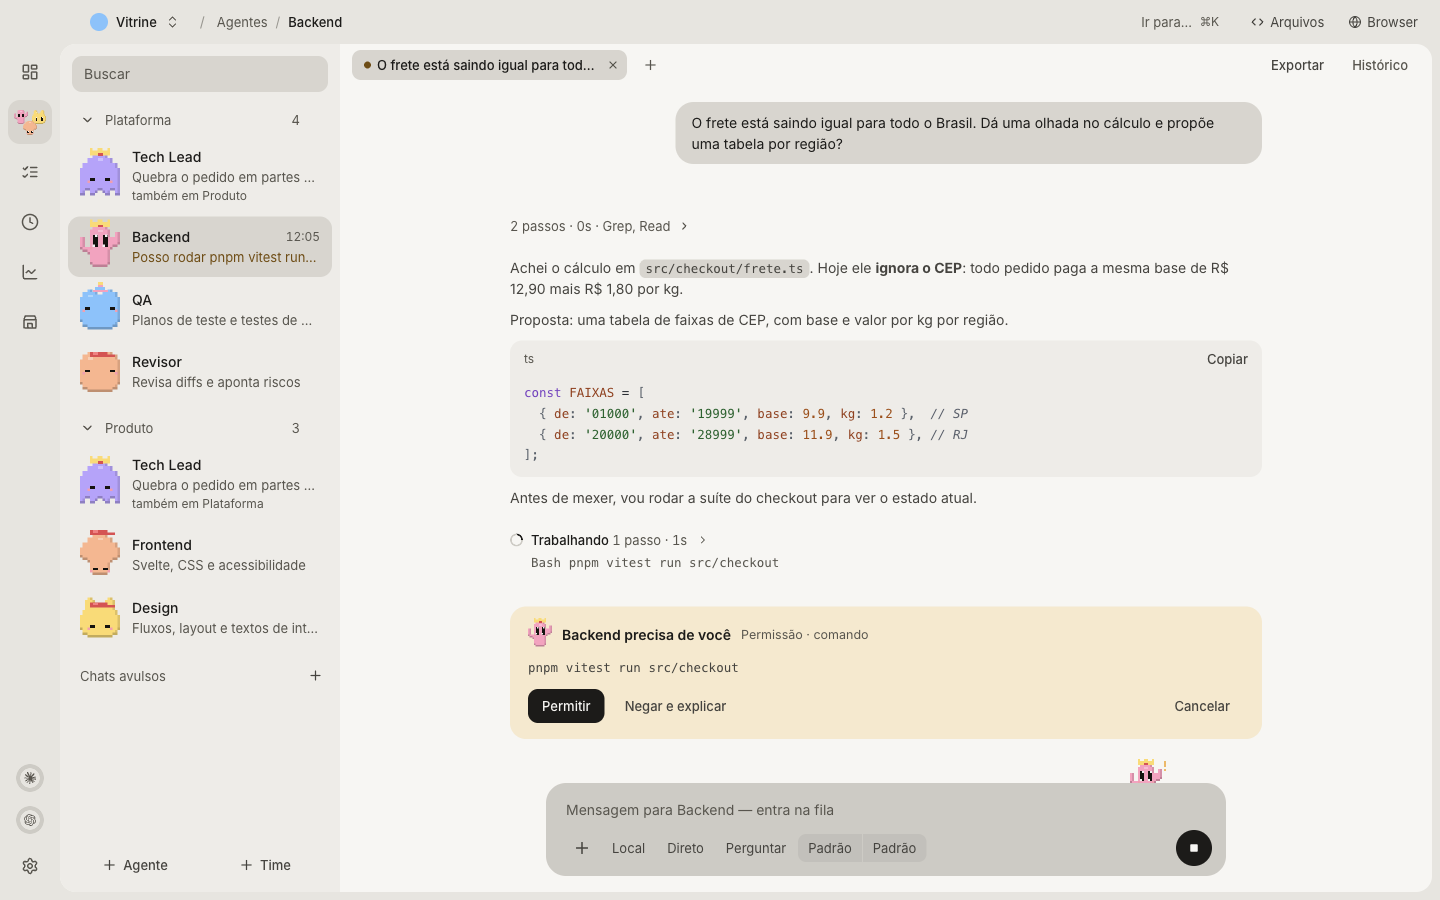 Vitrine / Agentes / Backend
Ir para... ⌘K Arquivos Browser
Buscar
Plataforma 4
Tech Lead
Quebra o pedido em partes ...
também em Produto
Backend 12:05
Posso rodar pnpm vitest run...
QA
Planos de teste e testes de ...
Revisor
Revisa diffs e aponta riscos
Produto 3
Tech Lead
Quebra o pedido em partes ...
também em Plataforma
Frontend
Svelte, CSS e acessibilidade
Design
Fluxos, layout e textos de int...
Chats avulsos +
+ Agente + Time
O frete está saindo igual para tod... × +
Exportar Histórico
O frete está saindo igual para todo o Brasil. Dá uma olhada no cálculo e propõe
uma tabela por região?
2 passos · 0s · Grep, Read >
Achei o cálculo em src/checkout/frete.ts. Hoje ele ignora o CEP: todo pedido paga a mesma base de R$
12,90 mais R$ 1,80 por kg.
Proposta: uma tabela de faixas de CEP, com base e valor por kg por região.
ts Copiar
const FAIXAS = [
  { de: '01000', ate: '19999', base: 9.9, kg: 1.2 },  // SP
  { de: '20000', ate: '28999', base: 11.9, kg: 1.5 }, // RJ
];
Antes de mexer, vou rodar a suíte do checkout para ver o estado atual.
Trabalhando 1 passo · 1s >
Bash pnpm vitest run src/checkout
Backend precisa de você Permissão · comando
pnpm vitest run src/checkout
Permitir Negar e explicar Cancelar
Mensagem para Backend — entra na fila
+ Local Direto Perguntar Padrão Padrão